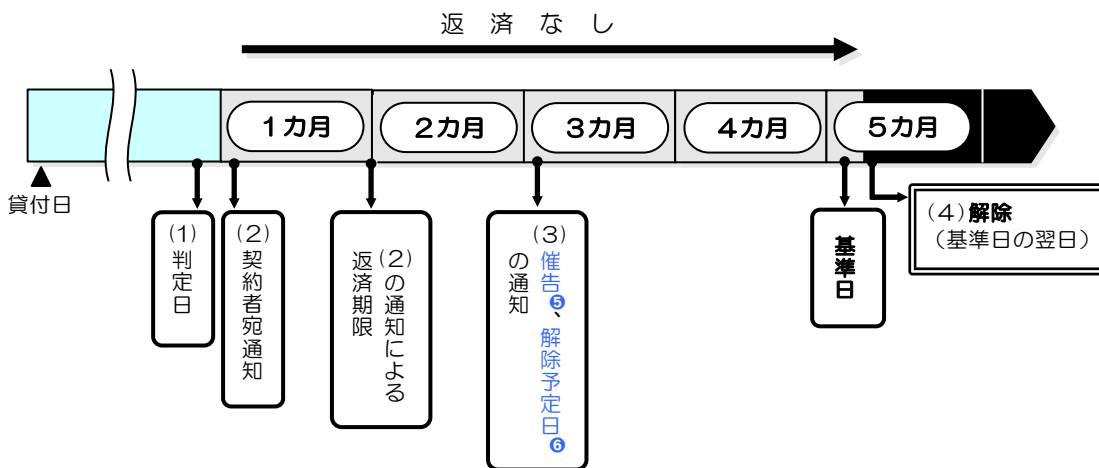 返済なし
1カ月
2カ月
3カ月
4カ月
5カ月
貸付日
(1)
判定日
(2)
契約者宛通知
(2)の通知による
返済期限
(3)
催告❺、解除予定日❻
の通知
基準日
(4)解除
（基準日の翌日）